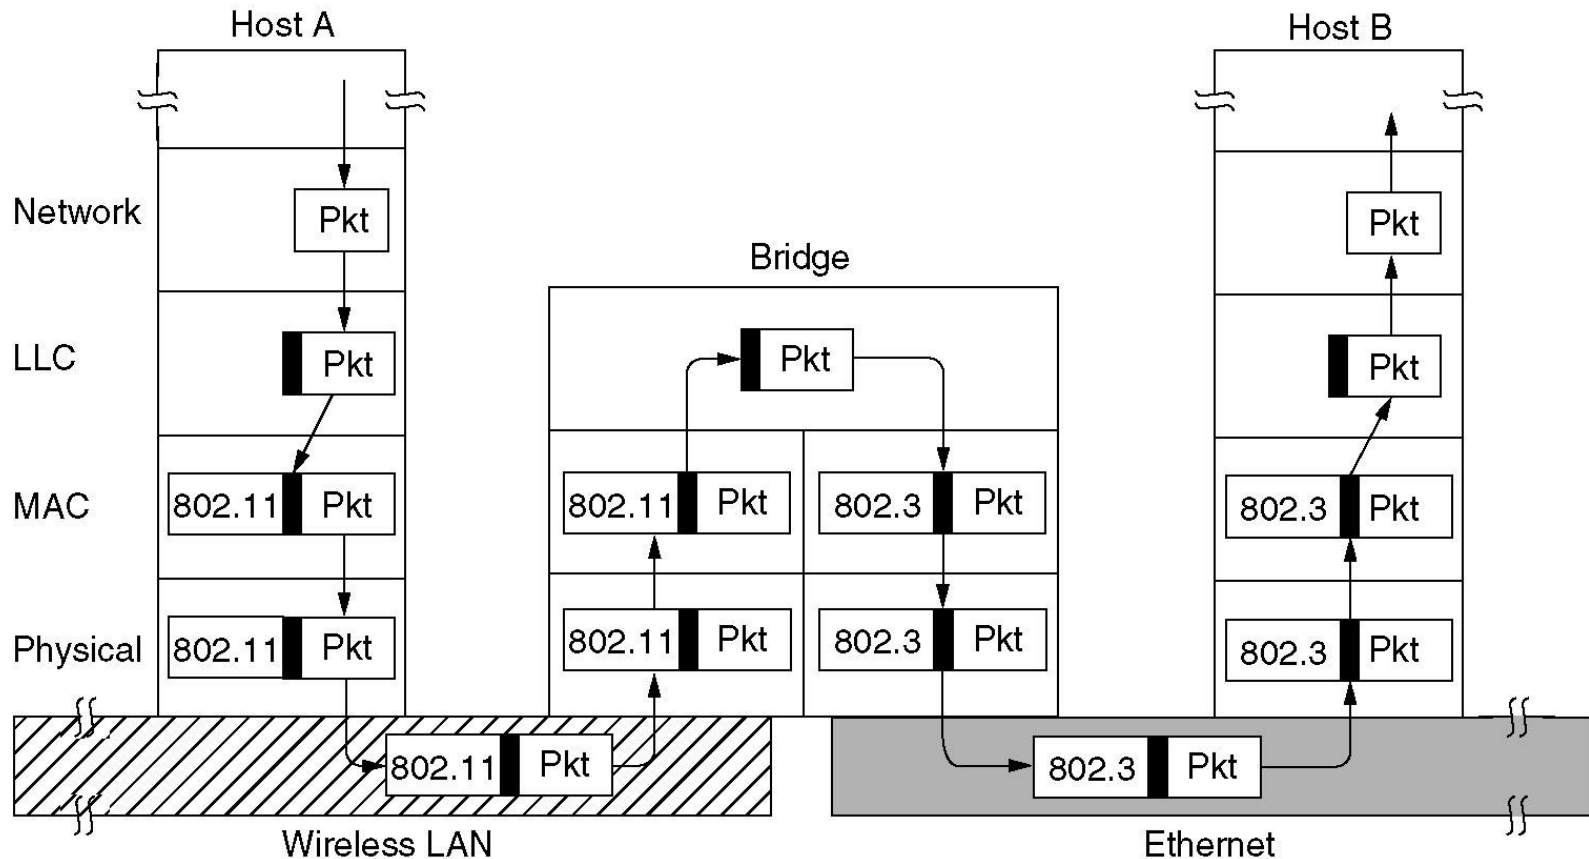 Host A
Host B
Network
Pkt
Pkt
Bridge
LLC
Pkt
Pkt
Pkt
MAC
802.11 Pkt
802.11 Pkt
802.3 Pkt
802.3 Pkt
Physical
802.11 Pkt
802.11 Pkt
802.3 Pkt
802.3 Pkt
802.11 Pkt
802.3 Pkt
Wireless LAN
Ethernet